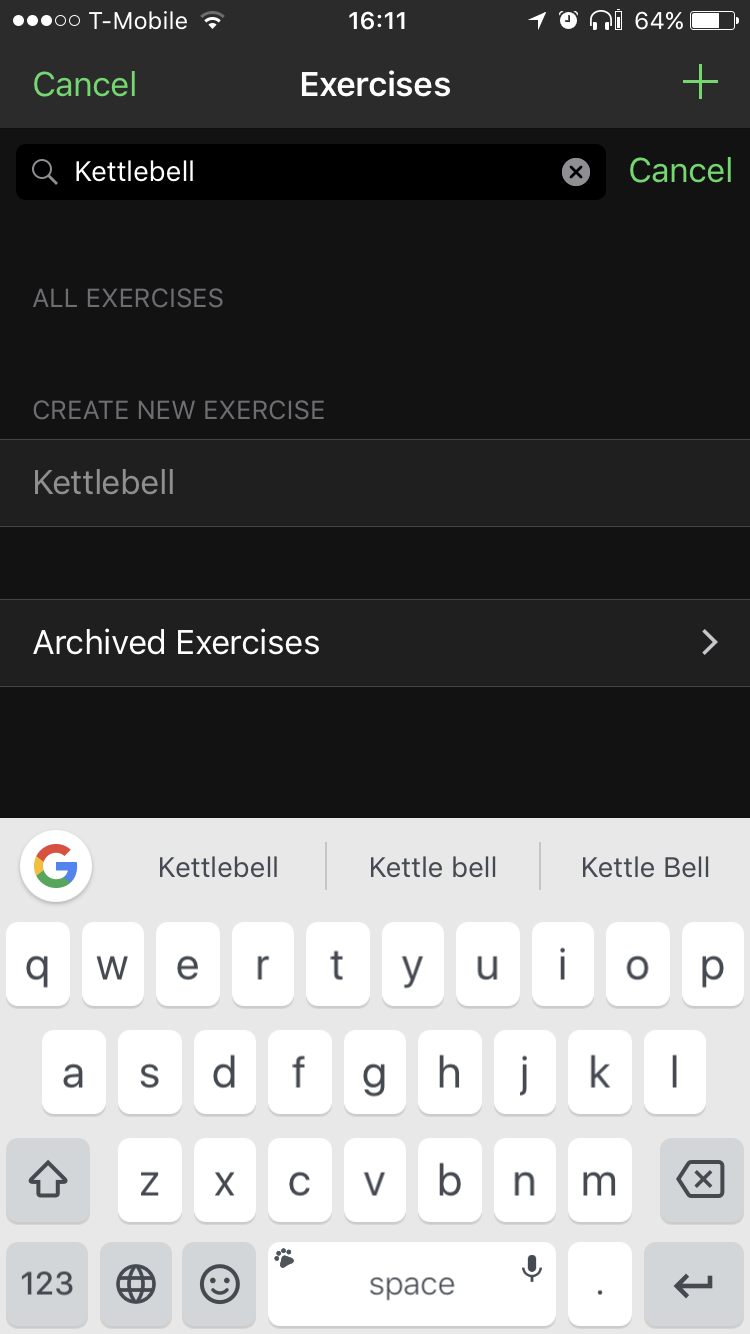 T-Mobile 16:11 64%
Cancel Exercises +
Kettlebell Cancel
ALL EXERCISES
CREATE NEW EXERCISE
Kettlebell
Archived Exercises
G Kettlebell Kettle bell Kettle Bell
q w e r t y u i o p
a s d f g h j k l
z x c v b n m
123 space .